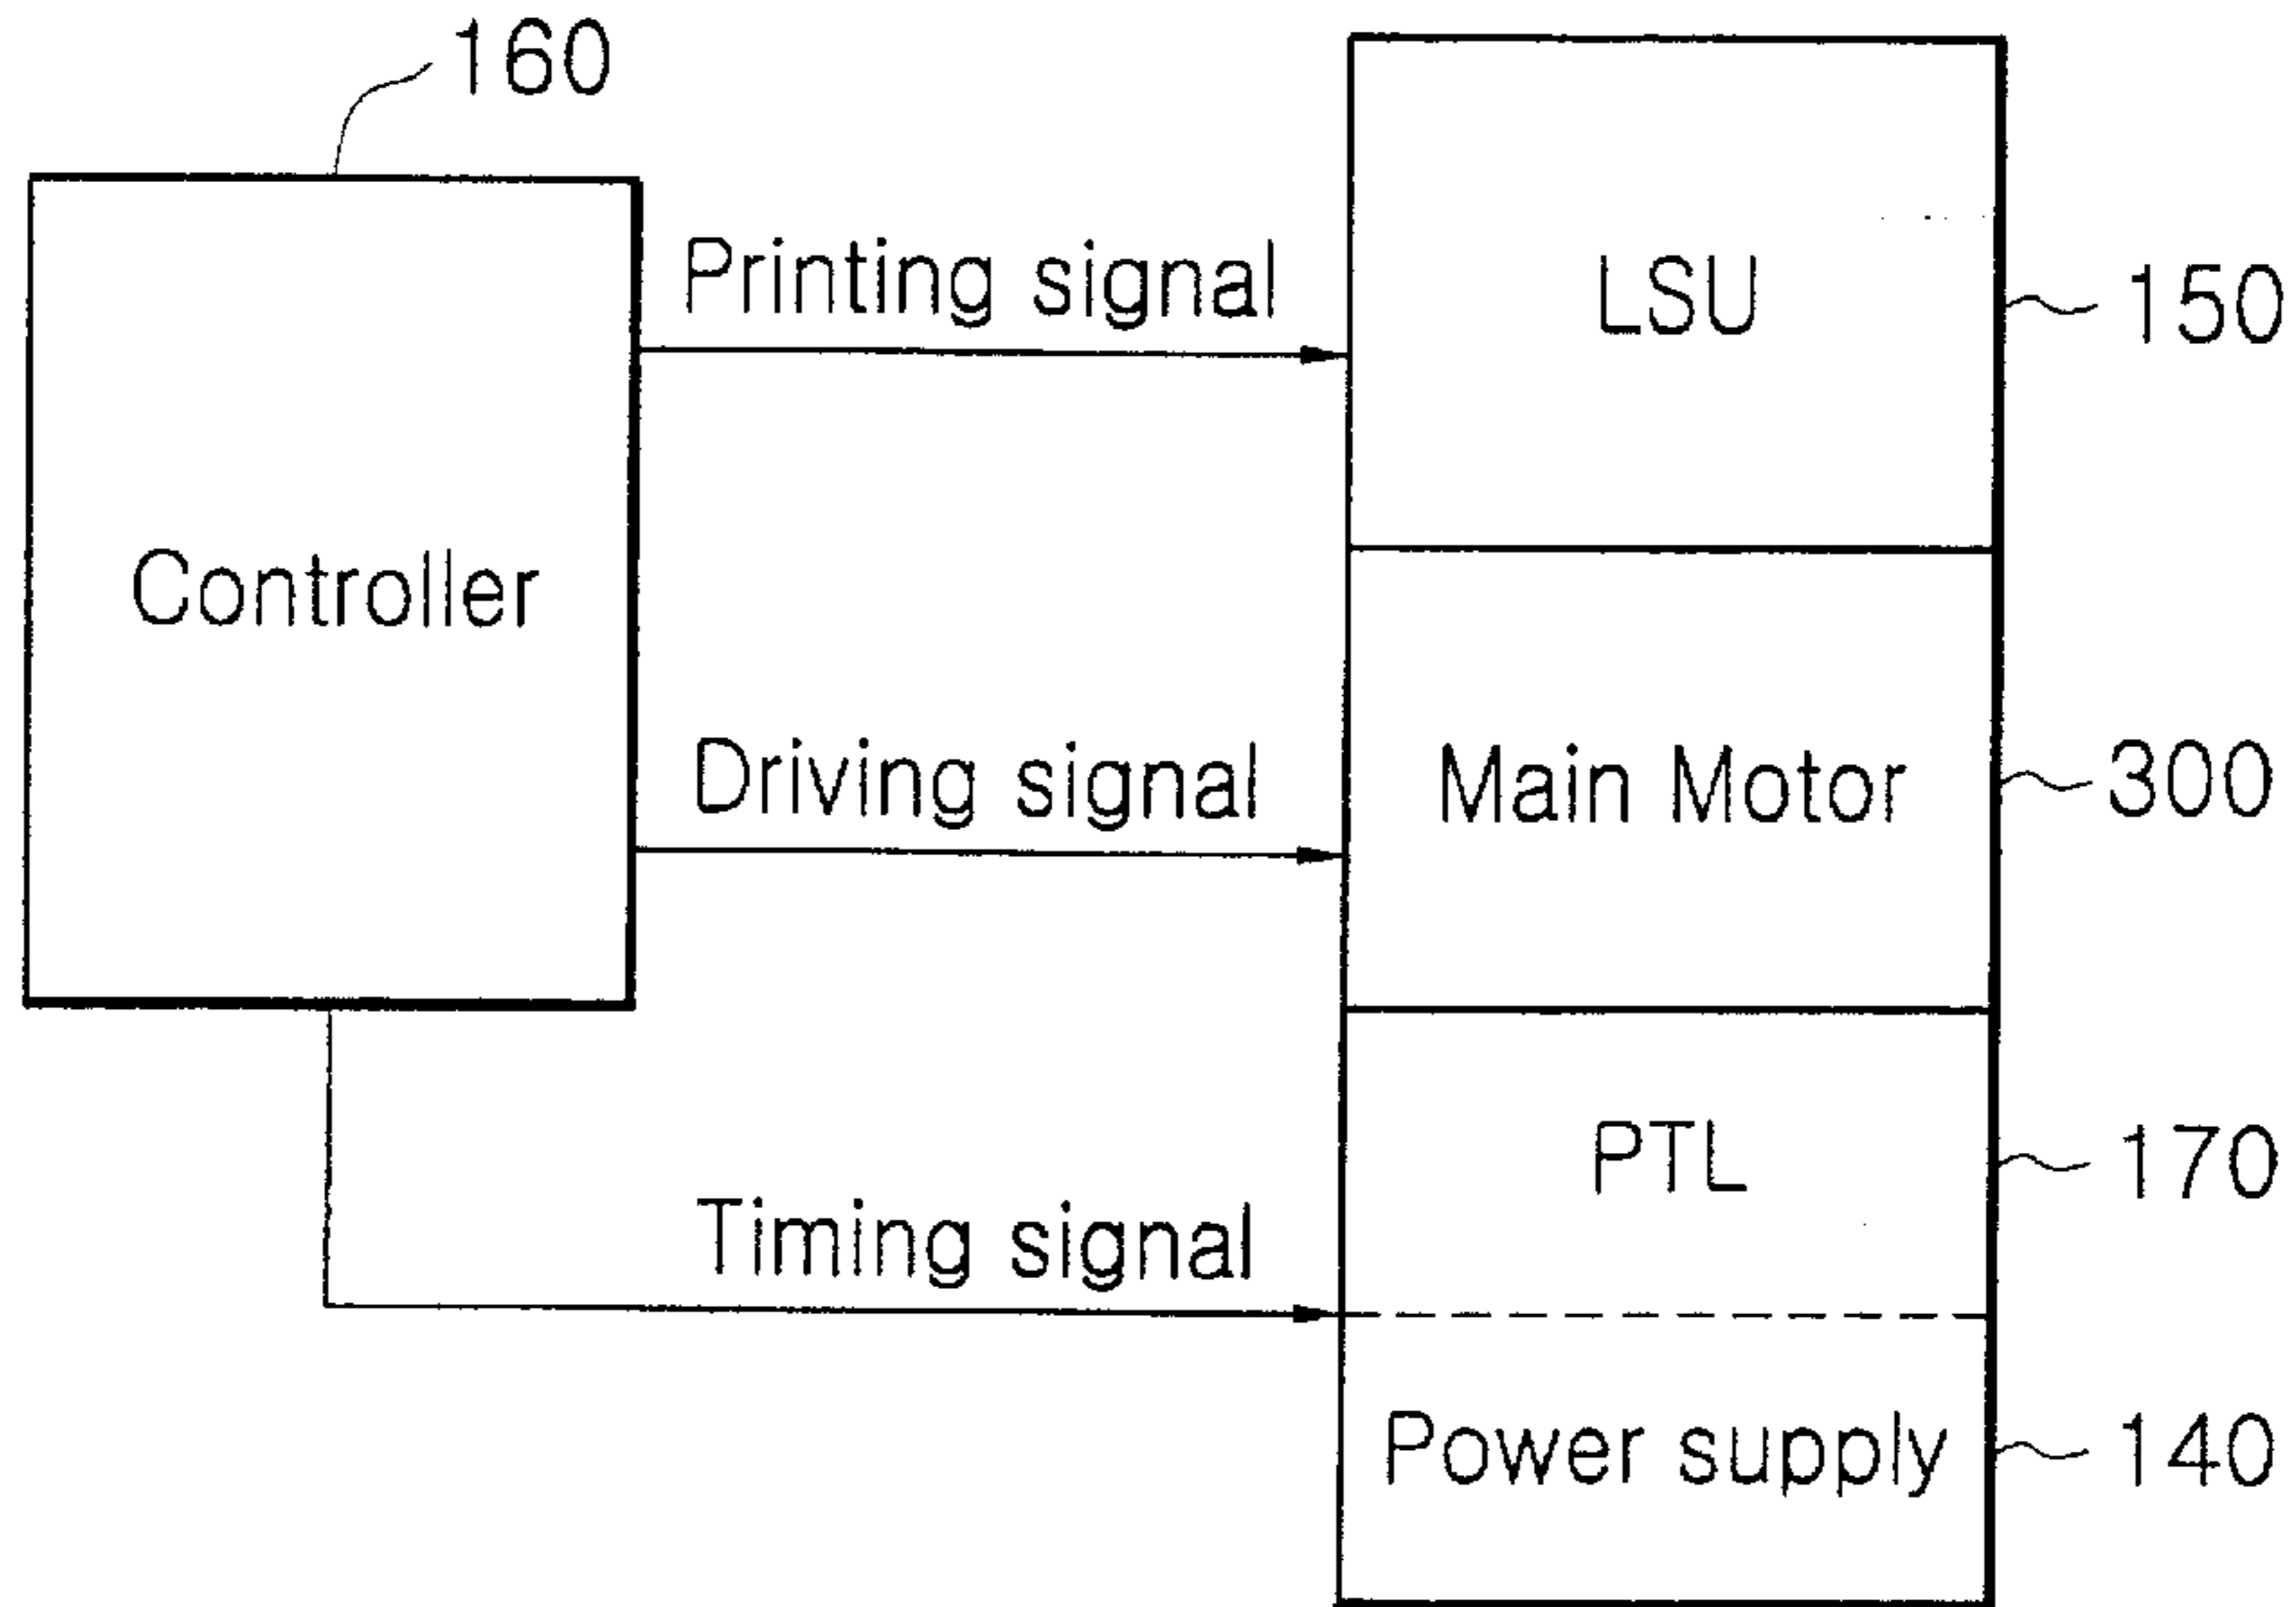 160
Printing signal
LSU
150
Controller
Driving signal
Main Motor
300
PTL
170
Timing signal
Power supply
140